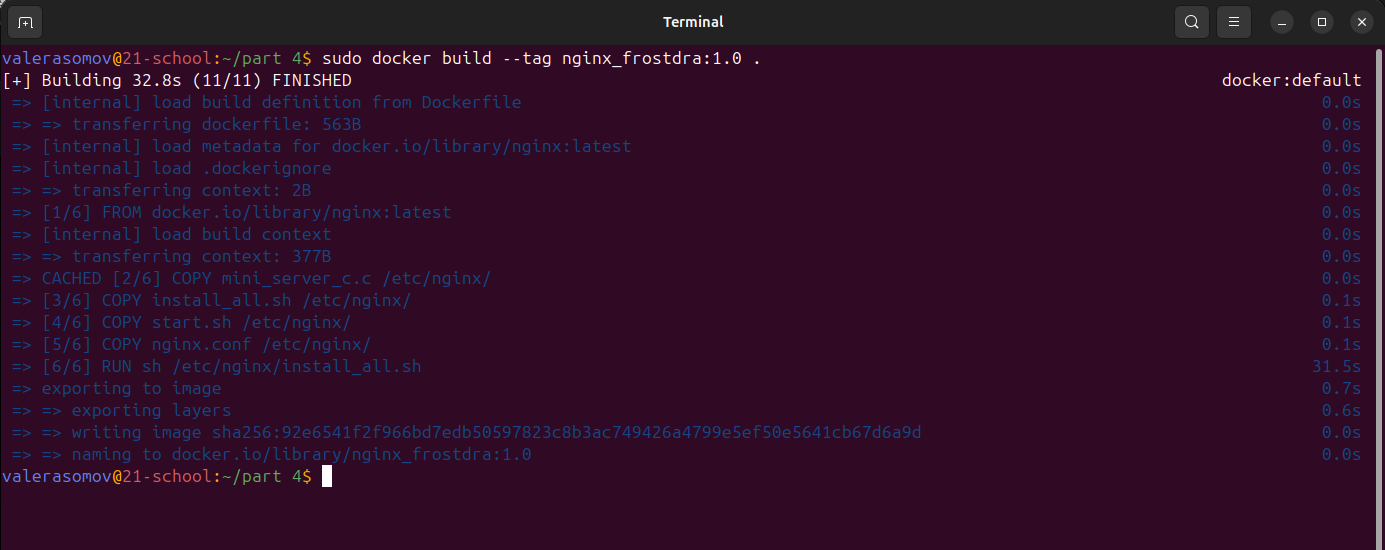 Terminal
valerasomov@21-school:~/part 4$ sudo docker build --tag nginx_frostdra:1.0 .
[+] Building 32.8s (11/11) FINISHED docker:default
=> [internal] load build definition from Dockerfile 0.0s
=> => transferring dockerfile: 563B 0.0s
=> [internal] load metadata for docker.io/library/nginx:latest 0.0s
=> [internal] load .dockerignore 0.0s
=> => transferring context: 2B 0.0s
=> [1/6] FROM docker.io/library/nginx:latest 0.0s
=> [internal] load build context 0.0s
=> => transferring context: 377B 0.0s
=> CACHED [2/6] COPY mini_server_c.c /etc/nginx/ 0.0s
=> [3/6] COPY install_all.sh /etc/nginx/ 0.1s
=> [4/6] COPY start.sh /etc/nginx/ 0.1s
=> [5/6] COPY nginx.conf /etc/nginx/ 0.1s
=> [6/6] RUN sh /etc/nginx/install_all.sh 31.5s
=> exporting to image 0.7s
=> => exporting layers 0.6s
=> => writing image sha256:92e6541f2f966bd7edb50597823c8b3ac749426a4799e5ef50e5641cb67d6a9d 0.0s
=> => naming to docker.io/library/nginx_frostdra:1.0 0.0s
valerasomov@21-school:~/part 4$